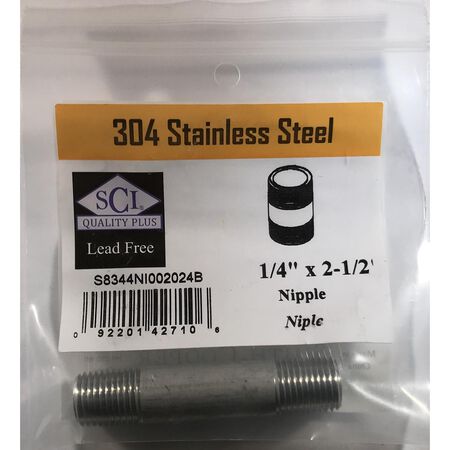 304 Stainless Steel
SCI
QUALITY PLUS
Lead Free
S8344NI002024B
0 92201 42710 6
1/4" x 2-1/2'
Nipple
Niple